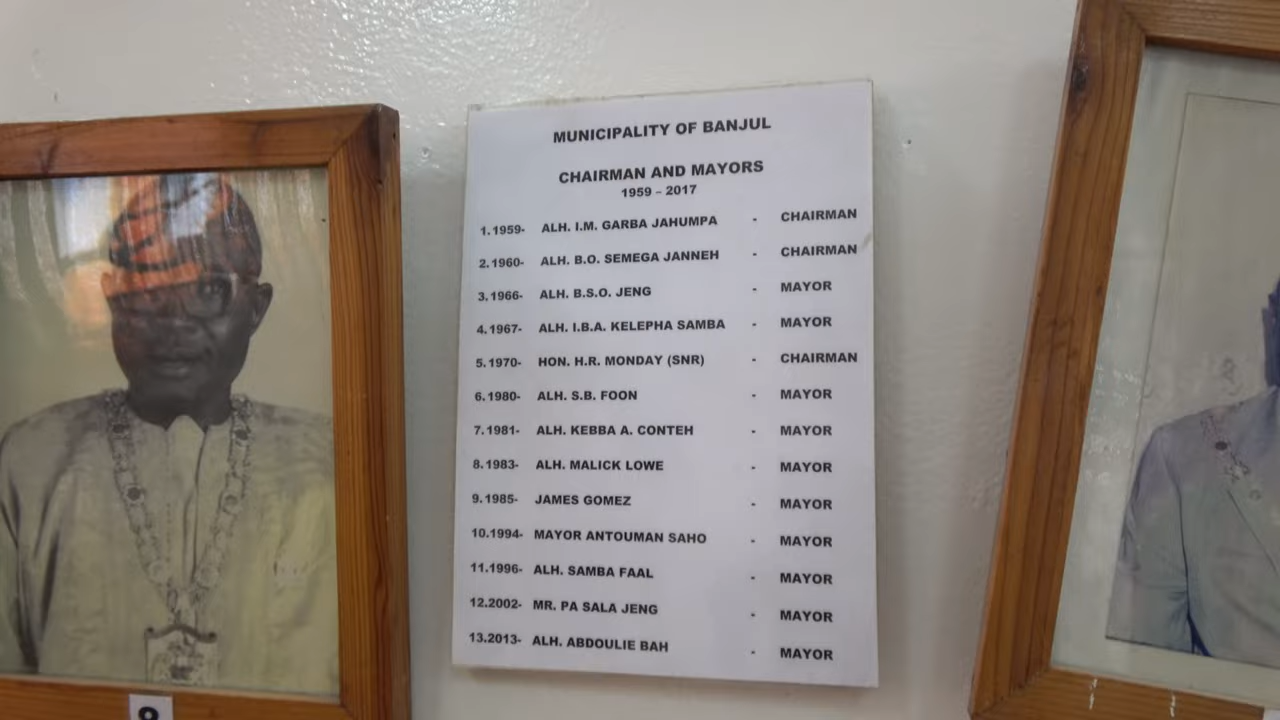 MUNICIPALITY OF BANJUL
CHAIRMAN AND MAYORS
1959 – 2017
1. 1959- ALH. I.M. GARBA JAHUMPA - CHAIRMAN
2. 1960- ALH. B.O. SEMEGA JANNEH - CHAIRMAN
3. 1966- ALH. B.S.O. JENG - MAYOR
4. 1967- ALH. I.B.A. KELEPHA SAMBA - MAYOR
5. 1970- HON. H.R. MONDAY (SNR) - CHAIRMAN
6. 1980- ALH. S.B. FOON - MAYOR
7. 1981- ALH. KEBBA A. CONTEH - MAYOR
8. 1983- ALH. MALICK LOWE - MAYOR
9. 1985- JAMES GOMEZ - MAYOR
10.1994- MAYOR ANTOUMAN SAHO - MAYOR
11.1996- ALH. SAMBA FAAL - MAYOR
12.2002- MR. PA SALA JENG - MAYOR
13.2013- ALH. ABDOULIE BAH - MAYOR